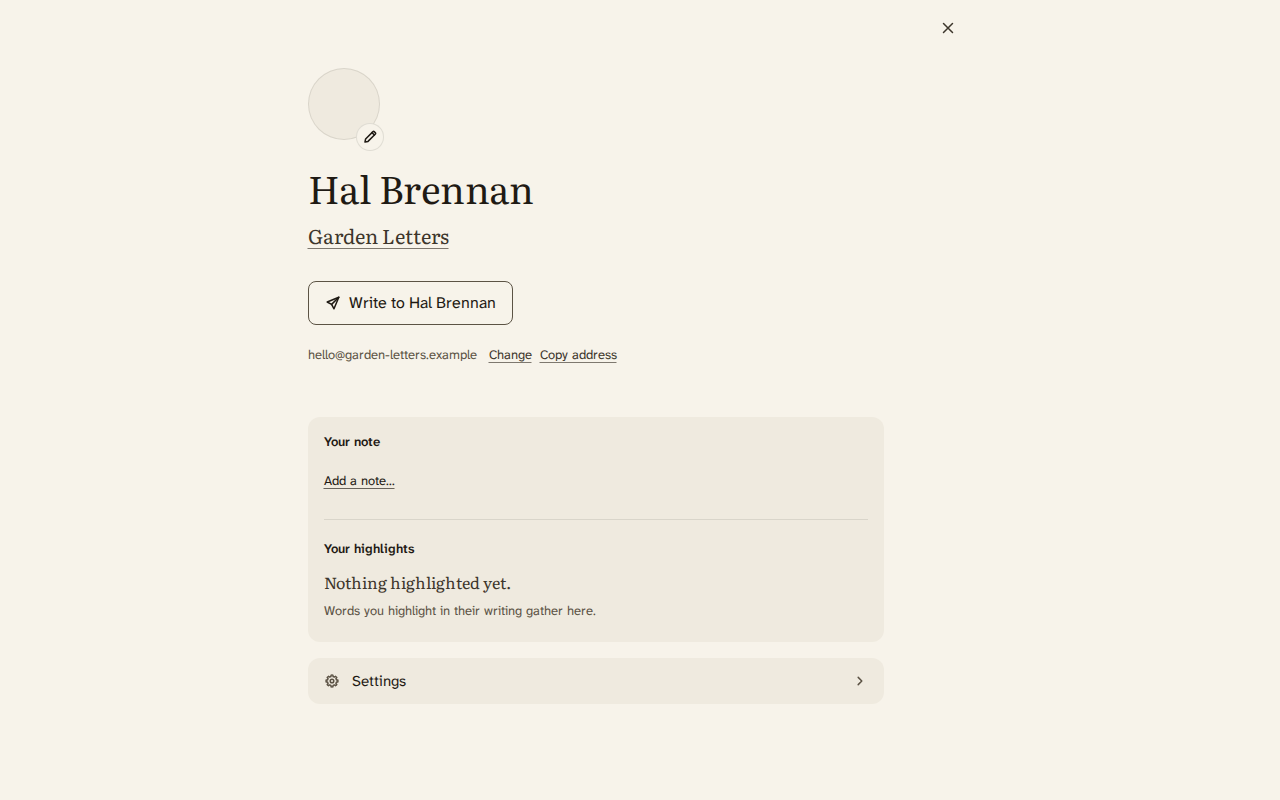 Hal Brennan
Garden Letters
Write to Hal Brennan
hello@garden-letters.example Change Copy address
Your note
Add a note...
Your highlights
Nothing highlighted yet.
Words you highlight in their writing gather here.
Settings